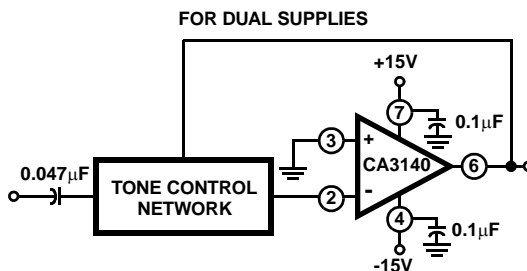 FOR DUAL SUPPLIES
+15V
7
0.1μF
3
+
CA3140
6
0.047μF
TONE CONTROL
NETWORK
2
-
4
0.1μF
-15V